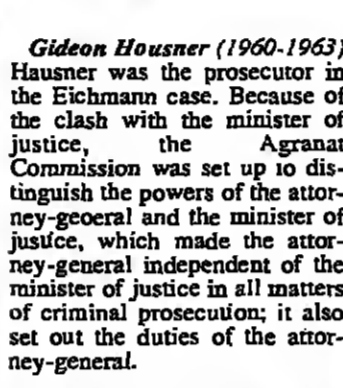 Gideon Housner (1960-1963)
Hausner was the prosecutor in
the Eichmann case. Because of
the clash with the minister of
justice, the Agranat
Commission was set up to dis-
tinguish the powers of the attor-
ney-general and the minister of
justice, which made the attor-
ney-general independent of the
minister of justice in all matters
of criminal prosecution; it also
set out the duties of the attor-
ney-general.